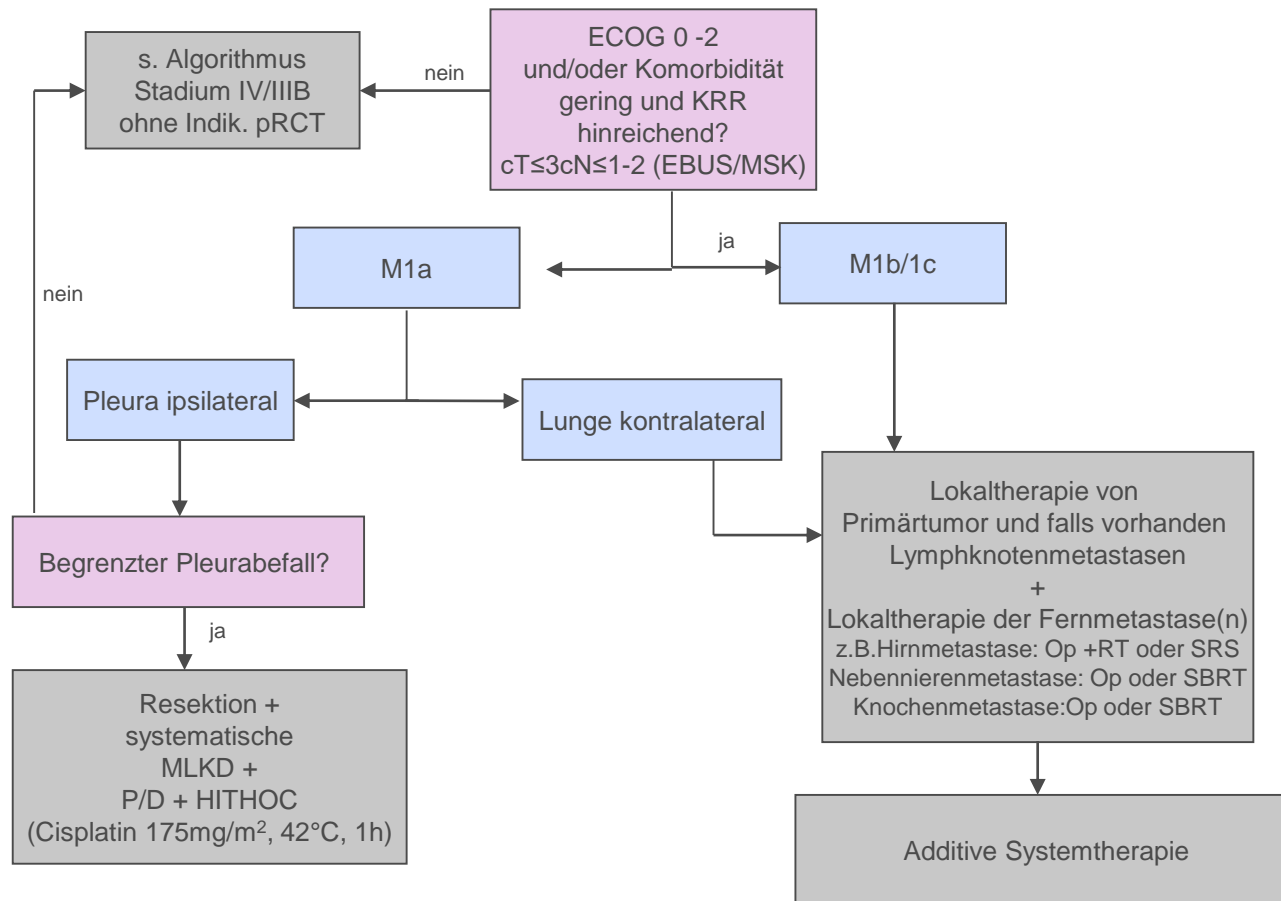 ECOG 0 -2
und/oder Komorbidität
gering und KRR
hinreichend?
cT≤3cN≤1-2 (EBUS/MSK)
nein
s. Algorithmus
Stadium IV/IIIB
ohne Indik. pRCT
ja
M1a
M1b/1c
nein
Pleura ipsilateral
Lunge kontralateral
Begrenzter Pleurabefall?
ja
Resektion +
systematische
MLKD +
P/D + HITHOC
(Cisplatin 175mg/m², 42°C, 1h)
Lokaltherapie von
Primärtumor und falls vorhanden
Lymphknotenmetastasen
+
Lokaltherapie der Fernmetastase(n)
z.B.Hirnmetastase: Op +RT oder SRS
Nebennierenmetastase: Op oder SBRT
Knochenmetastase:Op oder SBRT
Additive Systemtherapie